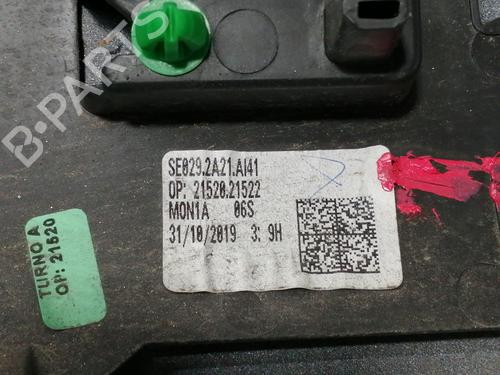 B-PARTS
SE029.2A21.AI41
OP: 21520.21522
MON1A 06S
31/10/2019 3: 9H
TURNO A
OP: 21520